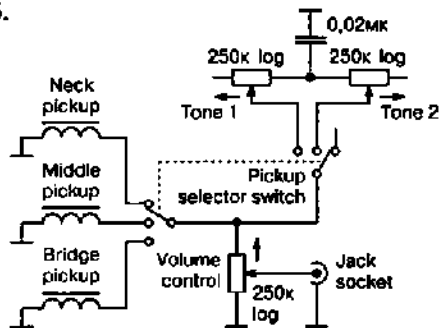 5.
0,02мк
250к log 250к log
Neck
pickup
Tone 1 Tone 2
Middle
pickup
Pickup
selector switch
Bridge
pickup
Volume
control
250к
log
Jack
socket